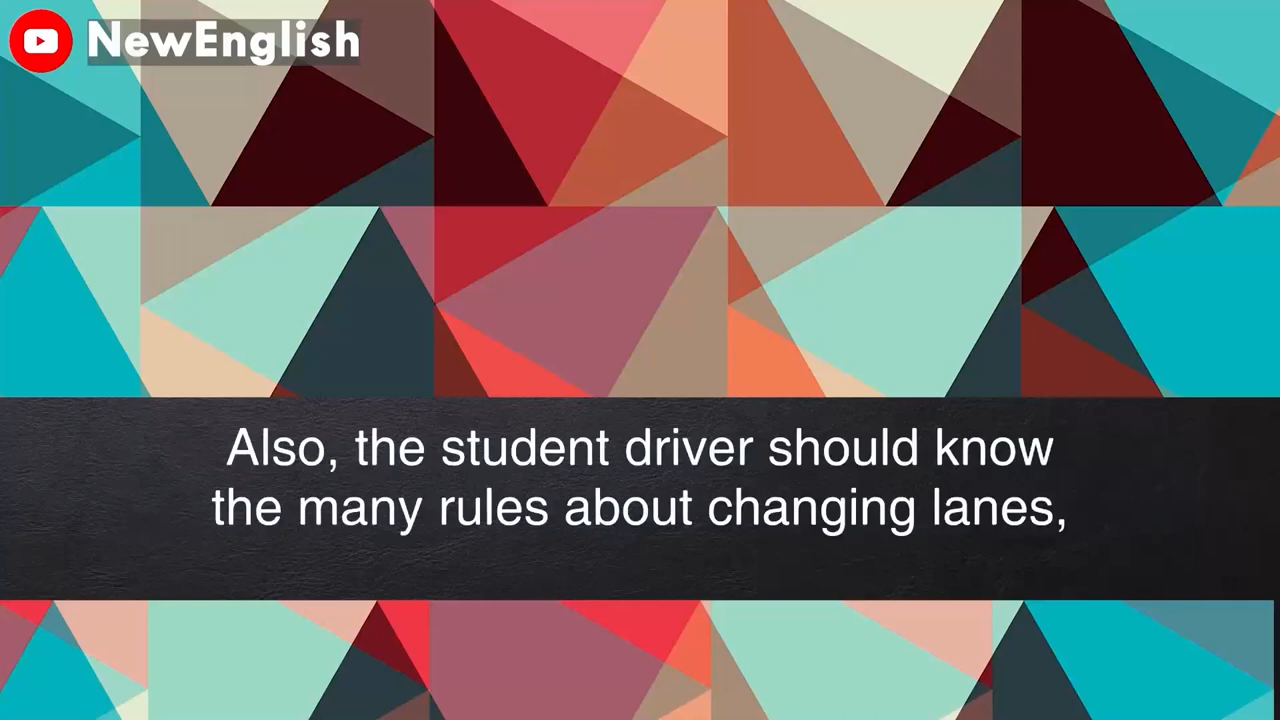 NewEnglish
Also, the student driver should know
the many rules about changing lanes,